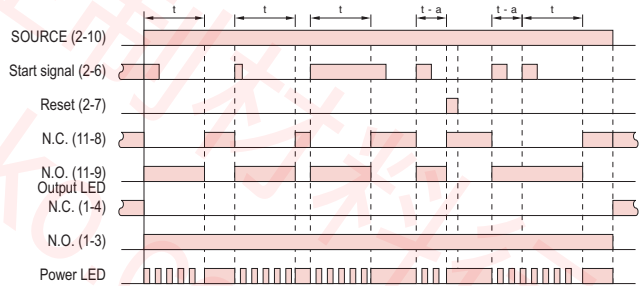 t t t t - a t - a t
SOURCE (2-10)
Start signal (2-6)
Reset (2-7)
N.C. (11-8)
N.O. (11-9)
Output LED
N.C. (1-4)
N.O. (1-3)
Power LED